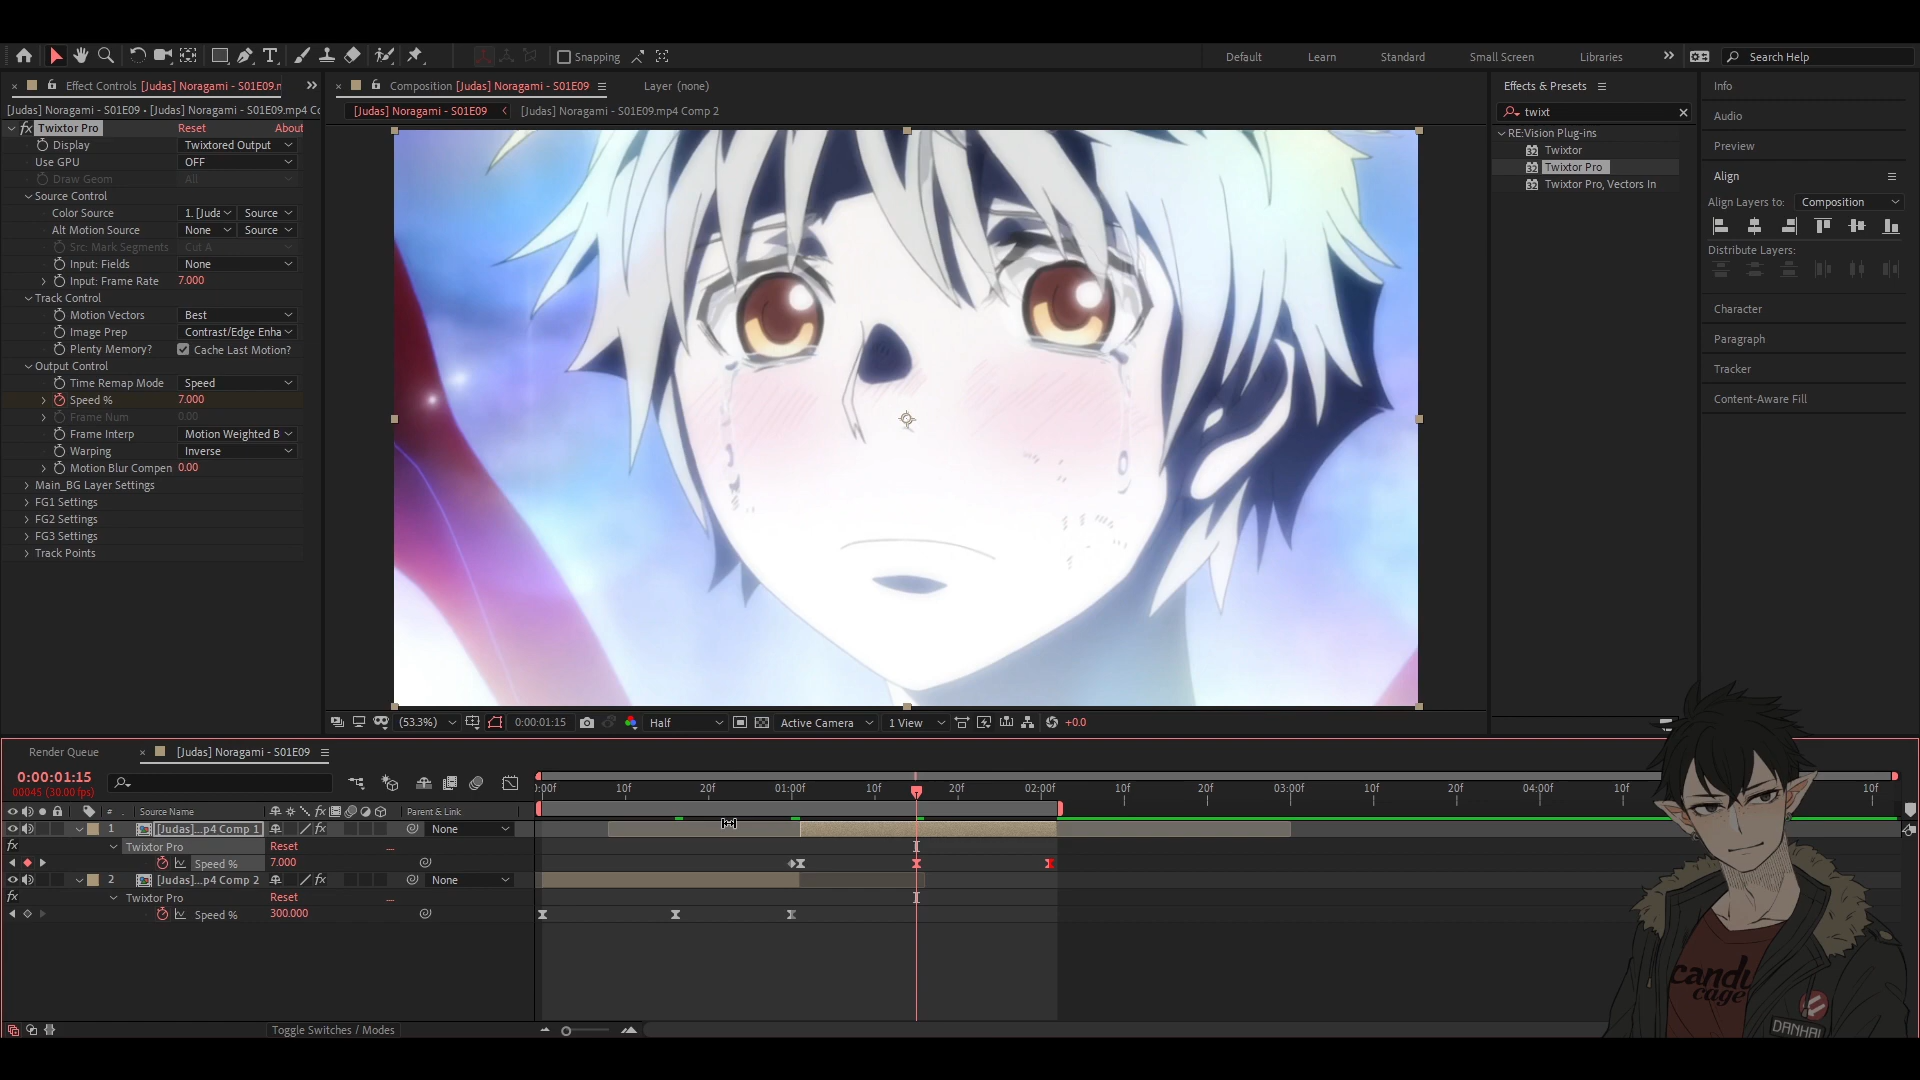 Snapping
Default
Learn
Standard
Small Screen
Libraries
Search Help
Effect Controls [Judas] Noragami - S01E09.n
[Judas] Noragami - S01E09 • [Judas] Noragami - S01E09.mp4 Co
Twixtor Pro Reset About
Display Twixtored Output
Use GPU OFF
Draw Geom All
Source Control
Color Source 1. [Juda Source
Alt Motion Source None Source
Src: Mark Segments Cut A
Input: Fields None
Input: Frame Rate 7.000
Track Control
Motion Vectors Best
Image Prep Contrast/Edge Enha
Plenty Memory? Cache Last Motion?
Output Control
Time Remap Mode Speed
Speed % 7.000
Frame Num 0.00
Frame Interp Motion Weighted B
Warping Inverse
Motion Blur Compen 0.00
Main_BG Layer Settings
FG1 Settings
FG2 Settings
FG3 Settings
Track Points
Composition [Judas] Noragami - S01E09
Layer (none)
[Judas] Noragami - S01E09
[Judas] Noragami - S01E09.mp4 Comp 2
(53.3%) 0:00:01:15 Half Active Camera 1 View +0.0
Effects & Presets
twixt
RE:Vision Plug-ins
Twixtor
Twixtor Pro
Twixtor Pro, Vectors In
Info
Audio
Preview
Align
Align Layers to: Composition
Distribute Layers:
Character
Paragraph
Tracker
Content-Aware Fill
Render Queue
[Judas] Noragami - S01E09
0:00:01:15
00045 (30.00 fps)
:00f 10f 20f 01:00f 10f 20f 02:00f 10f 20f 03:00f 10f 20f 04:00f 10f 10f
# Source Name Parent & Link
1 [Judas]...p4 Comp 1 None
Twixtor Pro Reset
Speed % 7.000
2 [Judas]...p4 Comp 2 None
Twixtor Pro Reset
Speed % 300.000
Toggle Switches / Modes
candy
cage
DANHAI